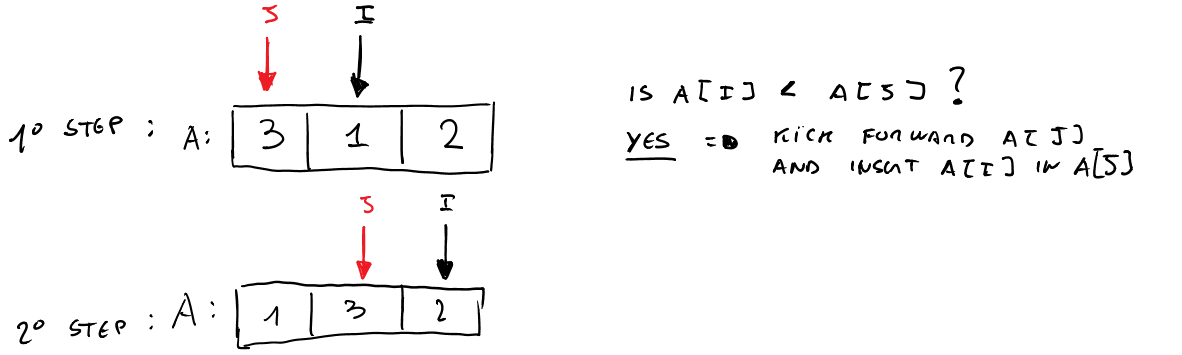 J I
IS A[I] < A[J] ?
1° STEP : A: 3 1 2
YES => KICK FORWARD A[J]
AND INSERT A[I] IN A[J]
J I
2° STEP : A: 1 3 2